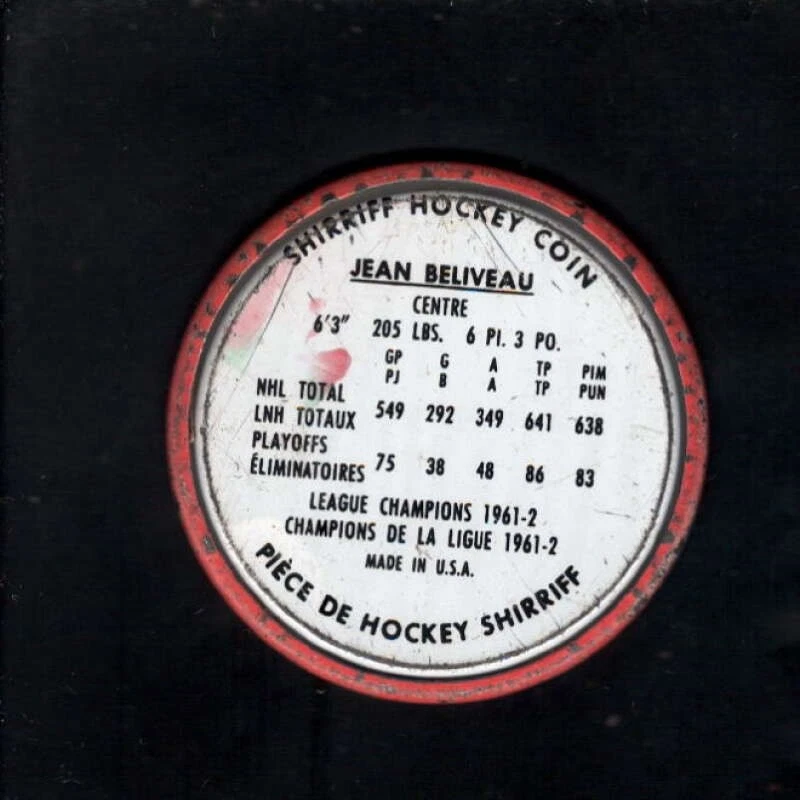 SHIRRIFF HOCKEY COIN
JEAN BELIVEAU
CENTRE
6'3" 205 LBS. 6 PI. 3 PO.
GP G A TP PIM
PJ B A TP PUN
NHL TOTAL
LNH TOTAUX 549 292 349 641 638
PLAYOFFS
ÉLIMINATOIRES 75 38 48 86 83
LEAGUE CHAMPIONS 1961-2
CHAMPIONS DE LA LIGUE 1961-2
MADE IN U.S.A.
PIÈCE DE HOCKEY SHIRRIFF